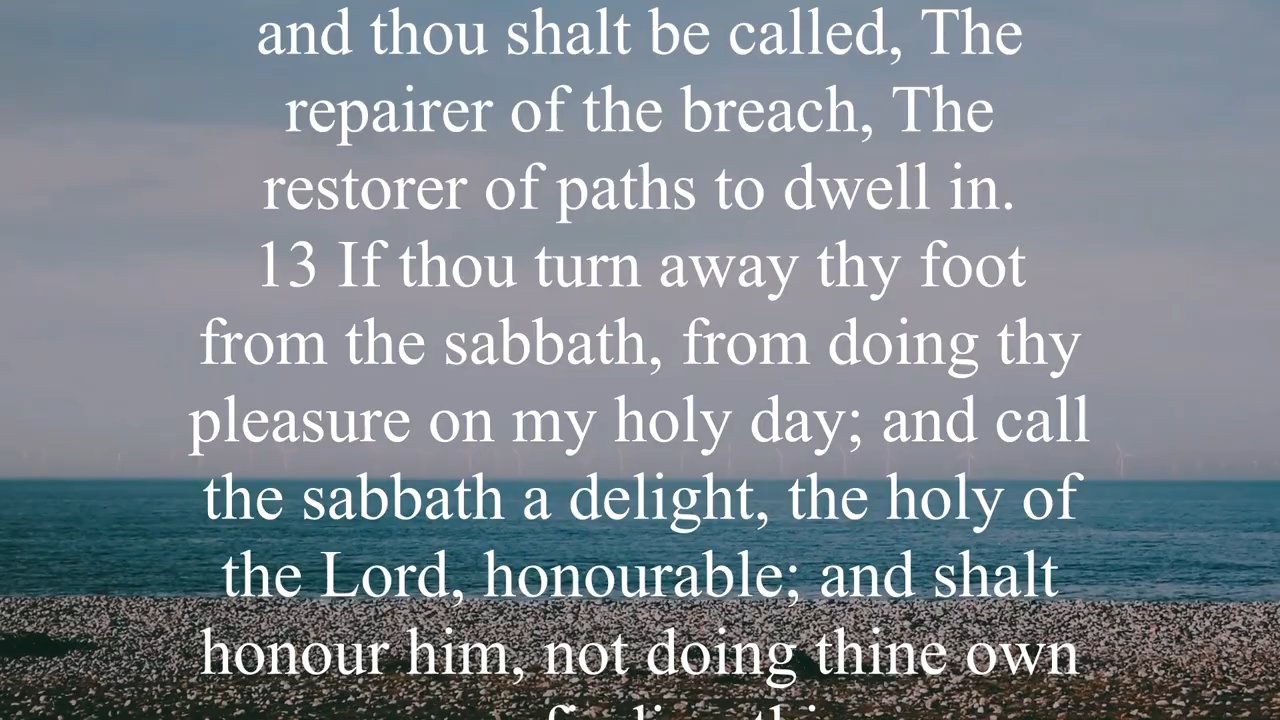 and thou shalt be called, The
repairer of the breach, The
restorer of paths to dwell in.
13 If thou turn away thy foot
from the sabbath, from doing thy
pleasure on my holy day; and call
the sabbath a delight, the holy of
the Lord, honourable; and shalt
honour him, not doing thine own